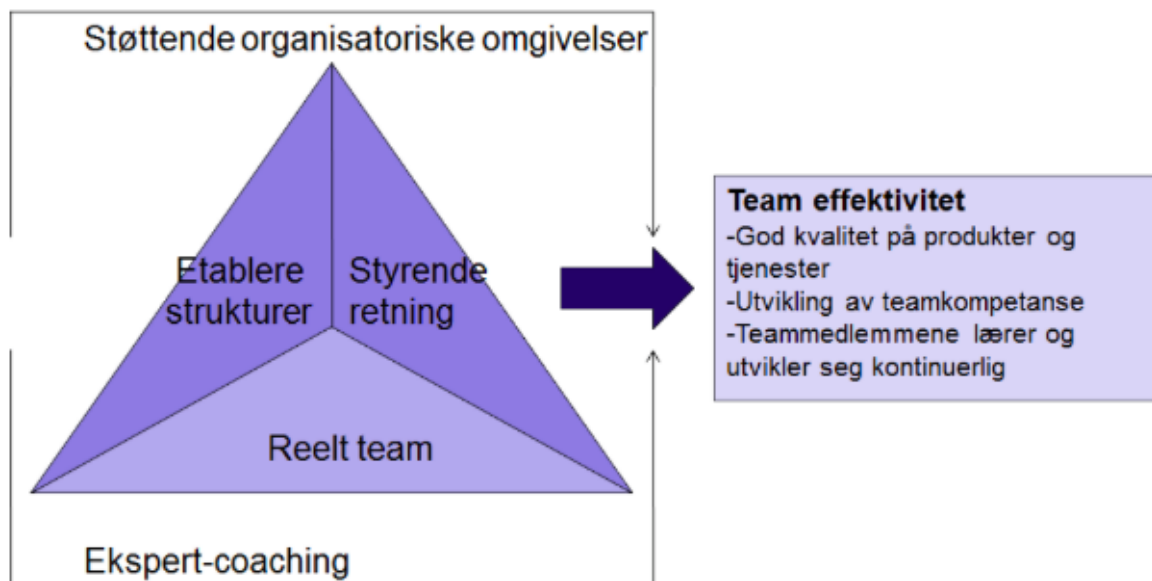 Støttende organisatoriske omgivelser
Etablere
strukturer
Styrende
retning
Reelt team
Ekspert-coaching
Team effektivitet
-God kvalitet på produkter og
tjenester
-Utvikling av teamkompetanse
-Teammedlemmene lærer og
utvikler seg kontinuerlig